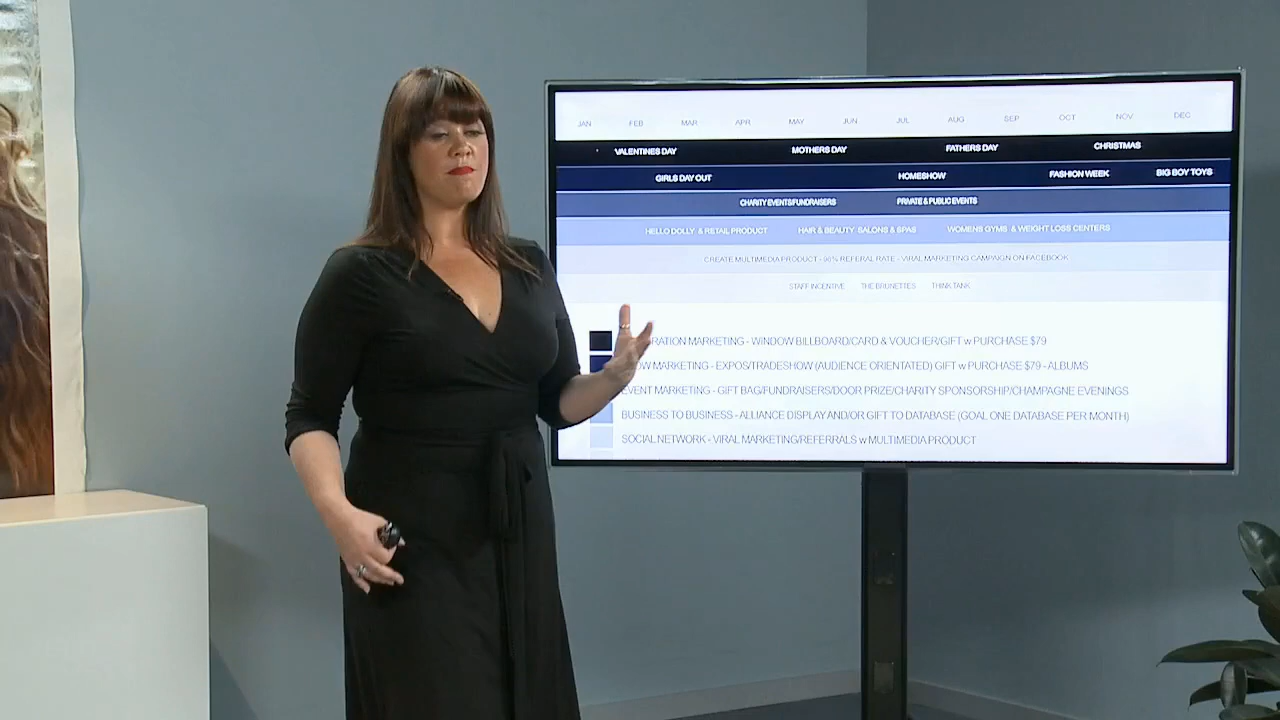 JAN FEB MAR APR MAY JUN JUL AUG SEP OCT NOV DEC
VALENTINES DAY MOTHERS DAY FATHERS DAY CHRISTMAS
GIRLS DAY OUT HOMESHOW FASHION WEEK BIG BOY TOYS
CHARITY EVENTS/FUNDRAISERS PRIVATE & PUBLIC EVENTS
HELLO DOLLY & RETAIL PRODUCT HAIR & BEAUTY SALONS & SPAS WOMENS GYMS & WEIGHT LOSS CENTERS
CREATE MULTIMEDIA PRODUCT - 90% REFERAL RATE - VIRAL MARKETING CAMPAIGN ON FACEBOOK
STAFF INCENTIVE THE BRUNETTES THINK TANK
MARKETING - WINDOW BILLBOARD/CARD & VOUCHER/GIFT w PURCHASE $79
MARKETING - EXPOS/TRADESHOW (AUDIENCE ORIENTATED) GIFT w PURCHASE $79 - ALBUMS
EVENT MARKETING - GIFT BAG/FUNDRAISERS/DOOR PRIZE/CHARITY SPONSORSHIP/CHAMPAGNE EVENINGS
BUSINESS TO BUSINESS - ALLIANCE DISPLAY AND/OR GIFT TO DATABASE (GOAL ONE DATABASE PER MONTH)
SOCIAL NETWORK - VIRAL MARKETING/REFERRALS w MULTIMEDIA PRODUCT